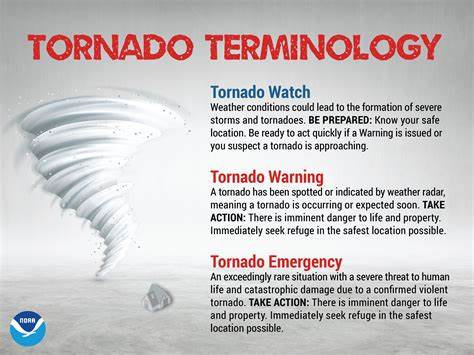 TORNADO TERMINOLOGY
Tornado Watch
Weather conditions could lead to the formation of severe
storms and tornadoes. BE PREPARED: Know your safe
location. Be ready to act quickly if a Warning is issued or
you suspect a tornado is approaching.
Tornado Warning
A tornado has been spotted or indicated by weather radar,
meaning a tornado is occurring or expected soon. TAKE
ACTION: There is imminent danger to life and property.
Immediately seek refuge in the safest location possible.
Tornado Emergency
An exceedingly rare situation with a severe threat to human
life and catastrophic damage due to a confirmed violent
tornado. TAKE ACTION: There is imminent danger to life
and property. Immediately seek refuge in the safest
location possible.
NOAA